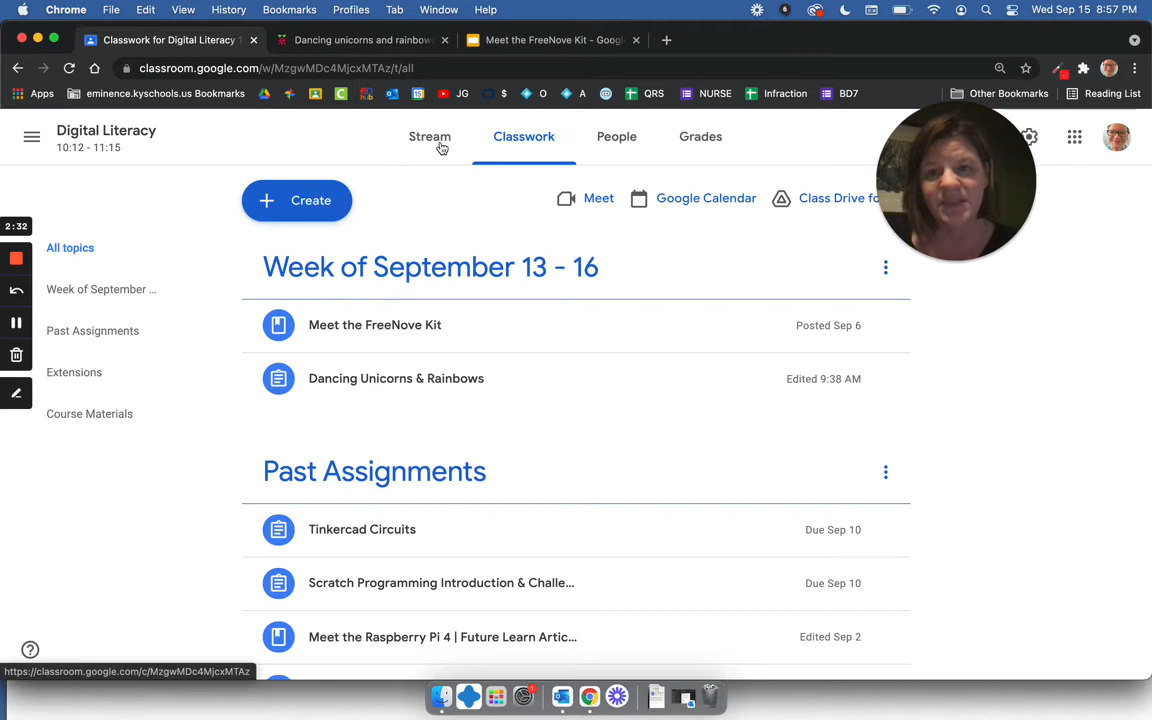 Chrome File Edit View History Bookmarks Profiles Tab Window Help
6
Wed Sep 15 8:57 PM
Classwork for Digital Literacy 1
Dancing unicorns and rainbow
Meet the FreeNove Kit - Googl
classroom.google.com/w/MzgwMDc4MjcxMTAz/t/all
Apps
eminence.kyschools.us Bookmarks
JG
$
O
A
QRS
NURSE
Infraction
BD7
Other Bookmarks
Reading List
Digital Literacy
10:12 - 11:15
Stream
Classwork
People
Grades
Create
Meet
Google Calendar
Class Drive fo
2:32
All topics
Week of September ...
Past Assignments
Extensions
Course Materials
Week of September 13 - 16
Meet the FreeNove Kit
Posted Sep 6
Dancing Unicorns & Rainbows
Edited 9:38 AM
Past Assignments
Tinkercad Circuits
Due Sep 10
Scratch Programming Introduction & Challe...
Due Sep 10
Meet the Raspberry Pi 4 | Future Learn Artic...
Edited Sep 2
https://classroom.google.com/c/MzgwMDc4MjcxMTAz